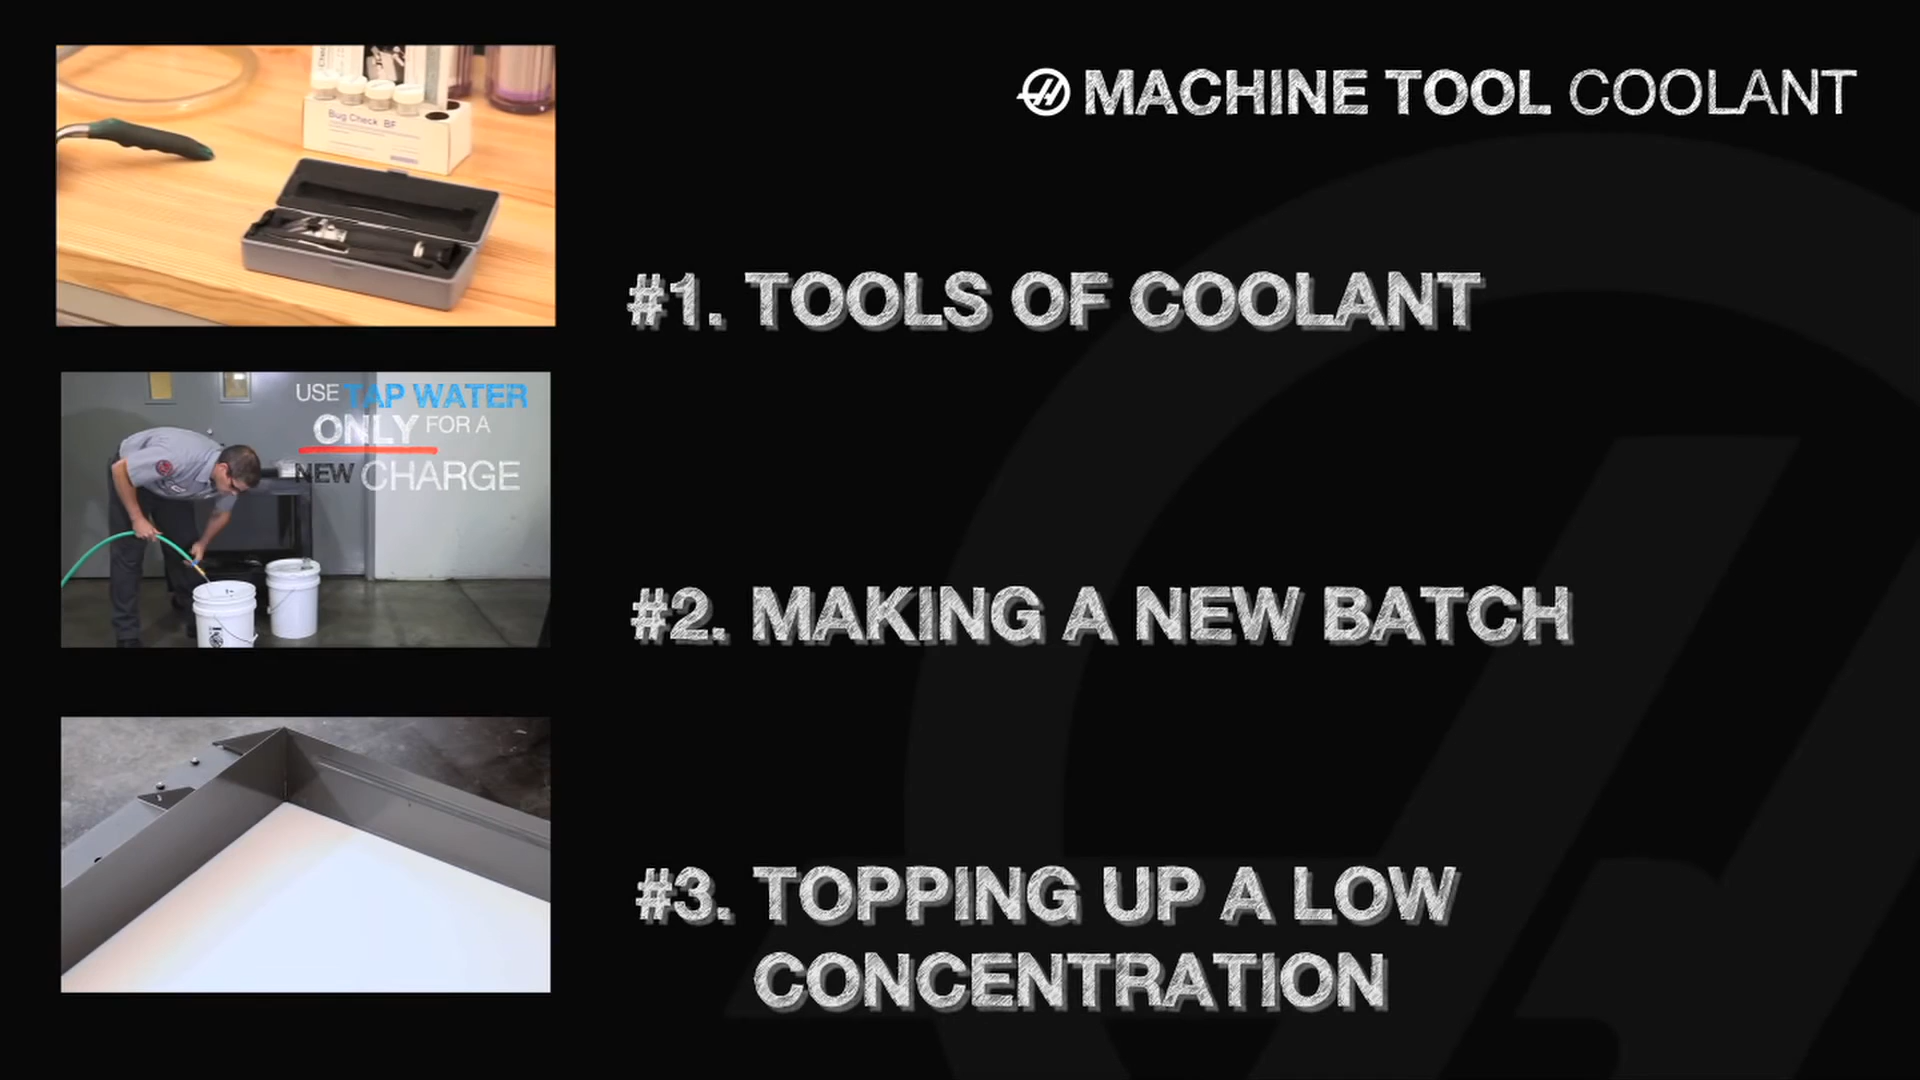 MACHINE TOOL COOLANT
Bug Check BF
#1. TOOLS OF COOLANT
USE TAP WATER
ONLY FOR A
NEW CHARGE
#2. MAKING A NEW BATCH
#3. TOPPING UP A LOW
CONCENTRATION